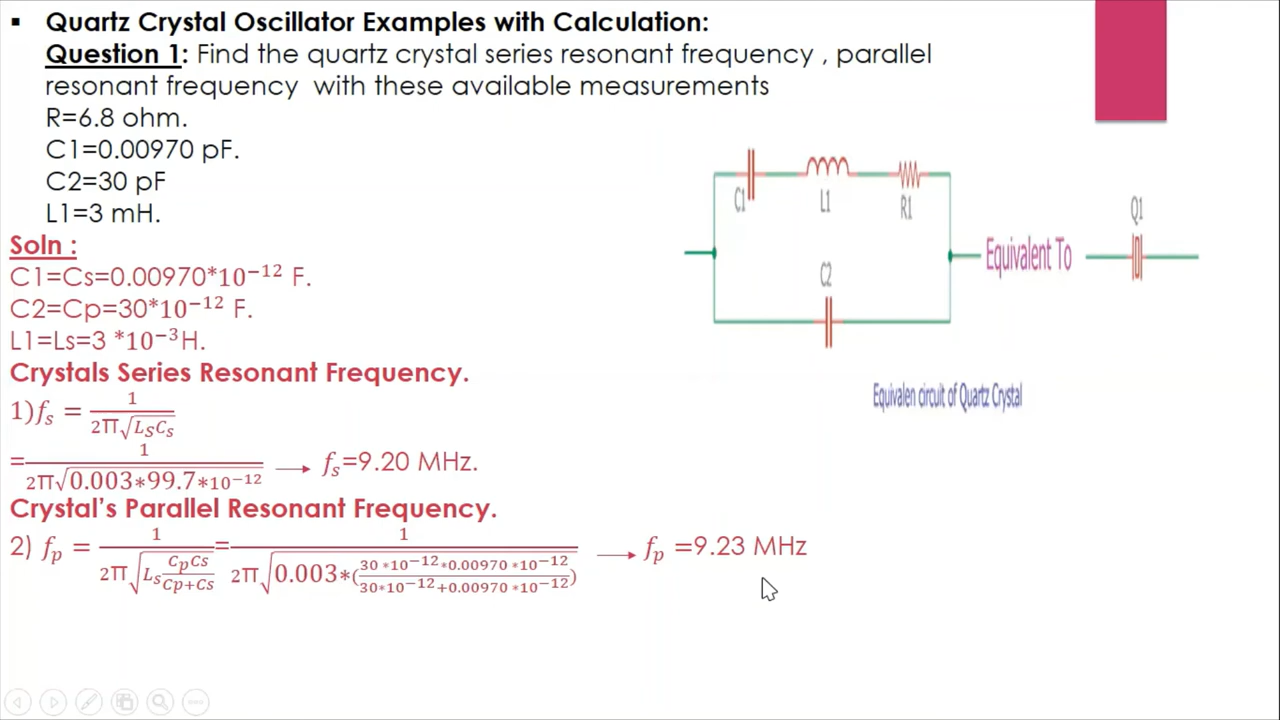 ▪ Quartz Crystal Oscillator Examples with Calculation:
Question 1: Find the quartz crystal series resonant frequency , parallel
resonant frequency with these available measurements
R=6.8 ohm.
C1=0.00970 pF.
C2=30 pF
L1=3 mH.
Soln :
C1=Cs=0.00970*10⁻¹² F.
C2=Cp=30*10⁻¹² F.
L1=Ls=3 *10⁻³H.
Crystals Series Resonant Frequency.
1)fₛ = 1/(2Π√(LₛCₛ))
=1/(2Π√(0.003*99.7*10⁻¹²)) → fₛ=9.20 MHz.
Crystal’s Parallel Resonant Frequency.
2) fₚ = 1/(2Π√(Lₛ (CₚCₛ)/(Cₚ+Cₛ)))=1/(2Π√(0.003*((30 *10⁻¹²*0.00970 *10⁻¹²)/(30*10⁻¹²+0.00970 *10⁻¹²)))) → fₚ =9.23 MHz
C1
L1
R1
C2
Equivalent To
Q1
Equivalen circuit of Quartz Crystal